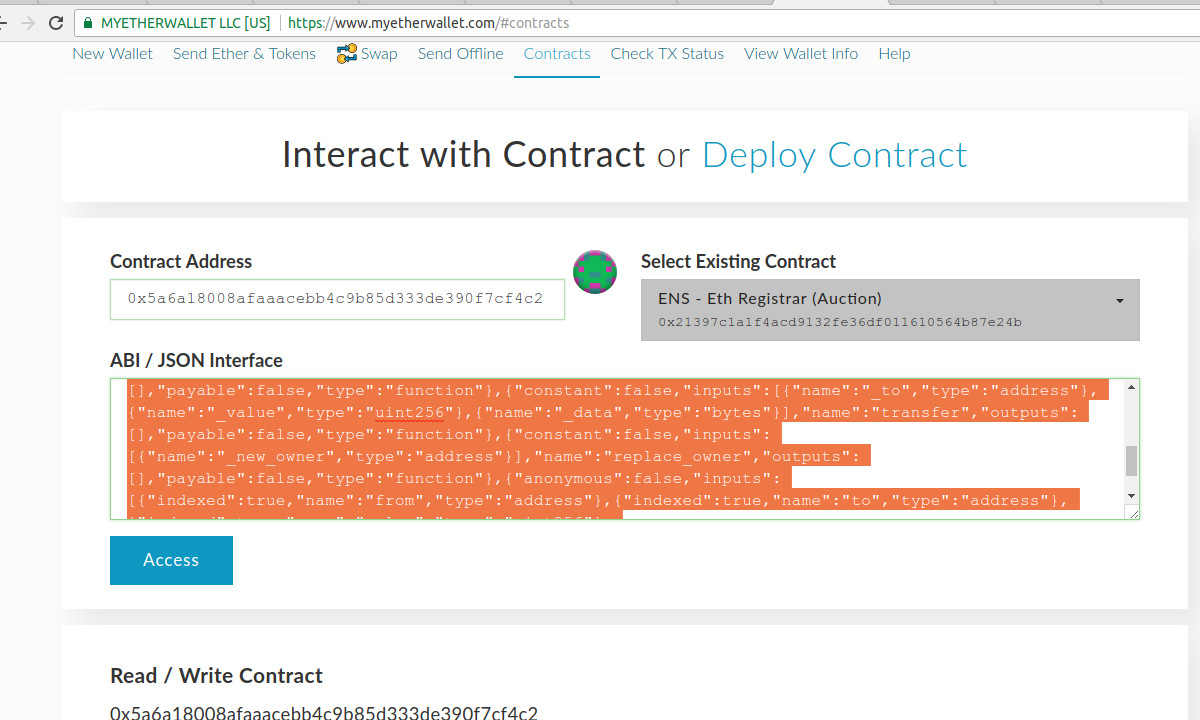 MYETHERWALLET LLC [US] https://www.myetherwallet.com/#contracts
New Wallet Send Ether & Tokens Swap Send Offline Contracts Check TX Status View Wallet Info Help
Interact with Contract or Deploy Contract
Contract Address
0x5a6a18008afaaacebb4c9b85d333de390f7cf4c2
Select Existing Contract
ENS - Eth Registrar (Auction)
0x21397c1a1f4acd9132fe36df011610564b87e24b
ABI / JSON Interface
[],"payable":false,"type":"function"},{"constant":false,"inputs":[{"name":"_to","type":"address"},
{"name":"_value","type":"uint256"},{"name":"_data","type":"bytes"}],"name":"transfer","outputs":
[],"payable":false,"type":"function"},{"constant":false,"inputs":
[{"name":"_new_owner","type":"address"}],"name":"replace_owner","outputs":
[],"payable":false,"type":"function"},{"anonymous":false,"inputs":
[{"indexed":true,"name":"from","type":"address"},{"indexed":true,"name":"to","type":"address"},
Access
Read / Write Contract
0x5a6a18008afaaacebb4c9b85d333de390f7cf4c2